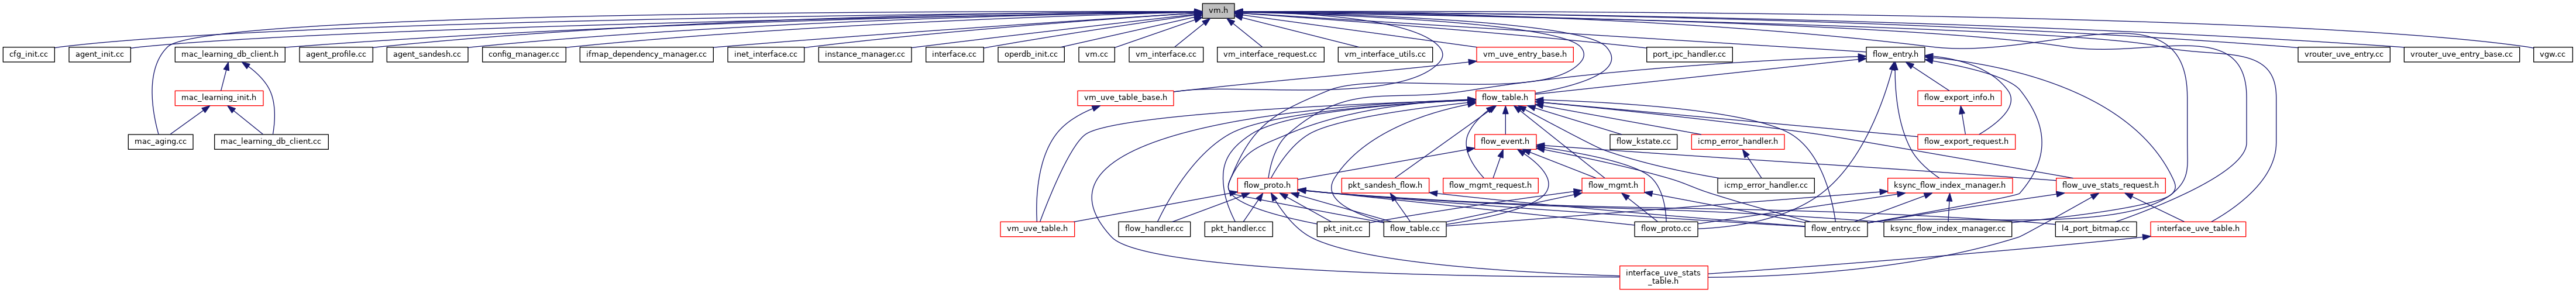 vm.h
cfg_init.cc
agent_init.cc
mac_learning_db_client.h
agent_profile.cc
agent_sandesh.cc
config_manager.cc
ifmap_dependency_manager.cc
inet_interface.cc
instance_manager.cc
interface.cc
operdb_init.cc
vm.cc
vm_interface.cc
vm_interface_request.cc
vm_interface_utils.cc
vm_uve_entry_base.h
port_ipc_handler.cc
flow_entry.h
vrouter_uve_entry.cc
vrouter_uve_entry_base.cc
vgw.cc
mac_learning_init.h
vm_uve_table_base.h
flow_table.h
flow_export_info.h
mac_aging.cc
mac_learning_db_client.cc
flow_event.h
flow_kstate.cc
icmp_error_handler.h
flow_export_request.h
flow_proto.h
pkt_sandesh_flow.h
flow_mgmt_request.h
flow_mgmt.h
icmp_error_handler.cc
ksync_flow_index_manager.h
flow_uve_stats_request.h
vm_uve_table.h
flow_handler.cc
pkt_handler.cc
pkt_init.cc
flow_table.cc
flow_proto.cc
flow_entry.cc
ksync_flow_index_manager.cc
l4_port_bitmap.cc
interface_uve_table.h
interface_uve_stats
_table.h